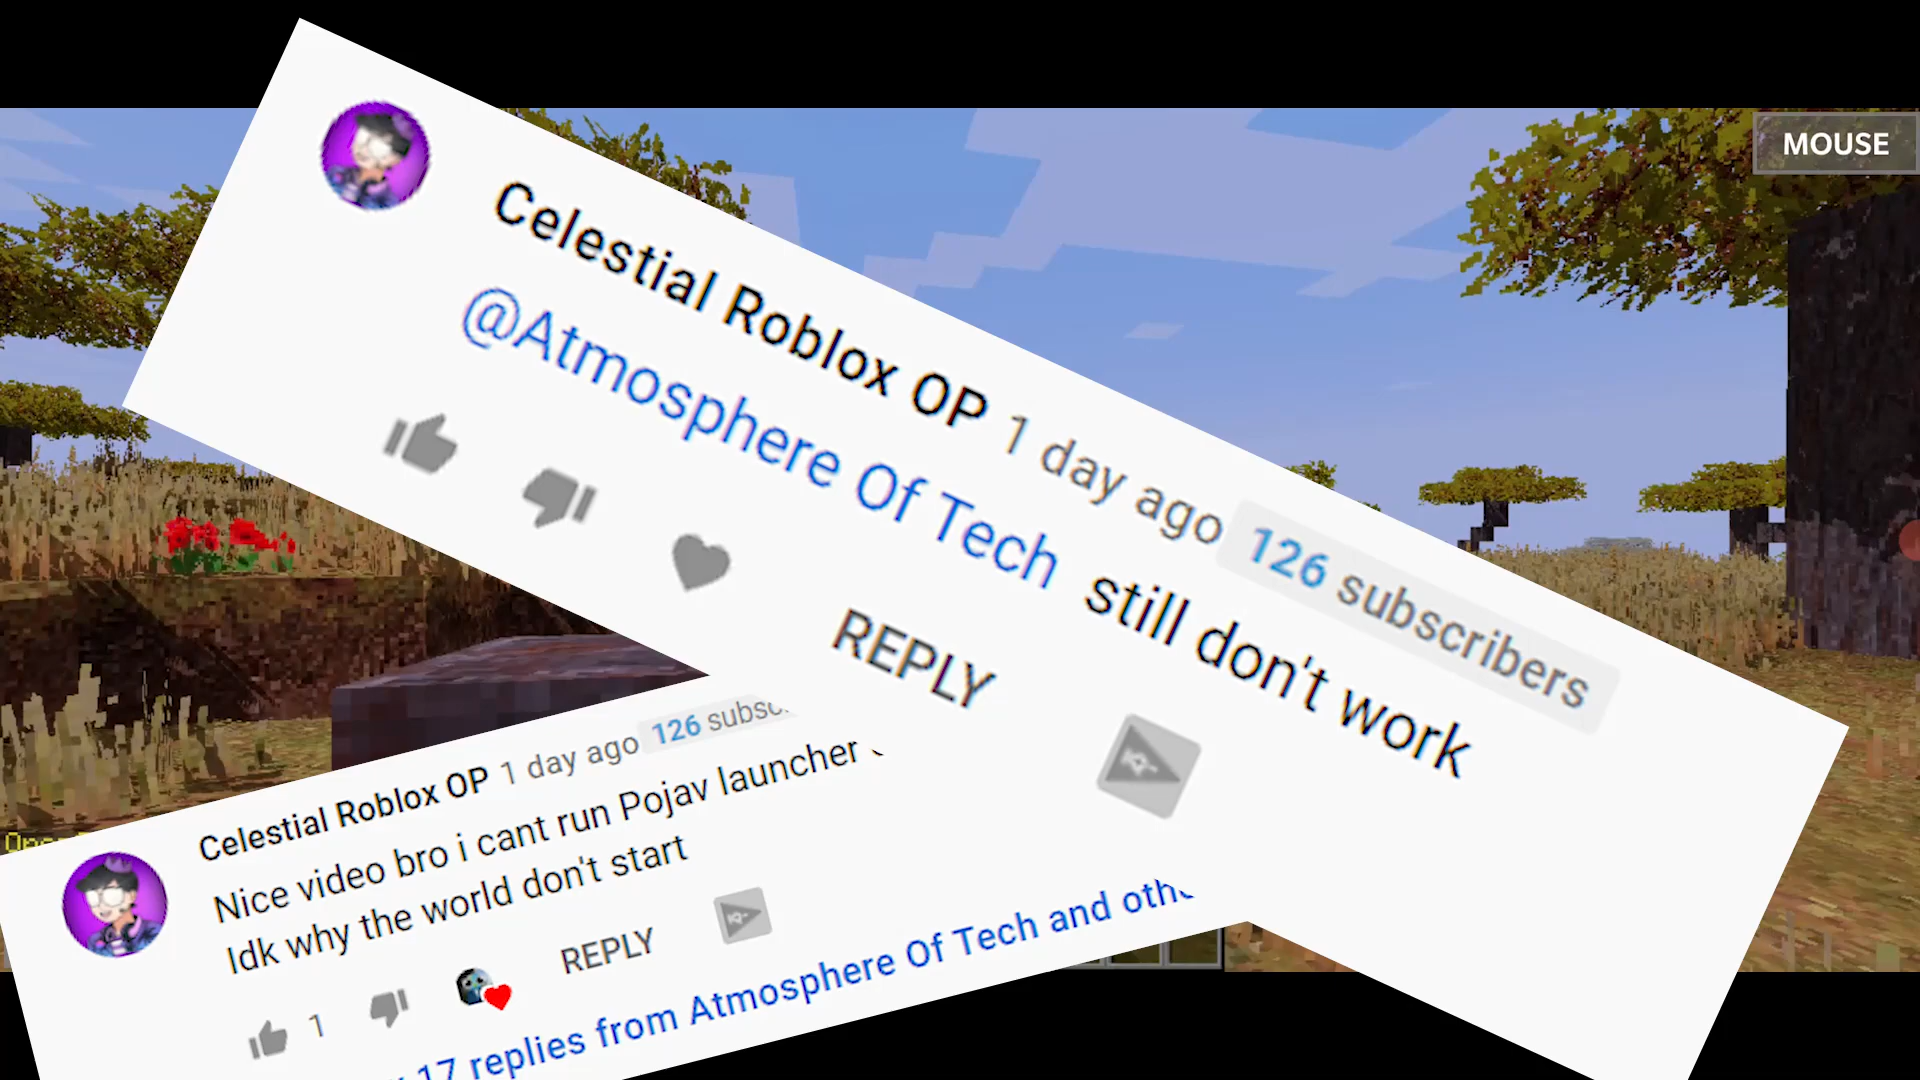 MOUSE
Celestial Roblox OP 1 day ago 126 subscribers
@Atmosphere Of Tech still don't work
REPLY
Celestial Roblox OP 1 day ago 126
Nice video bro i cant run Pojav launcher
Idk why the world don't start
1 REPLY
17 replies from Atmosphere Of Tech and